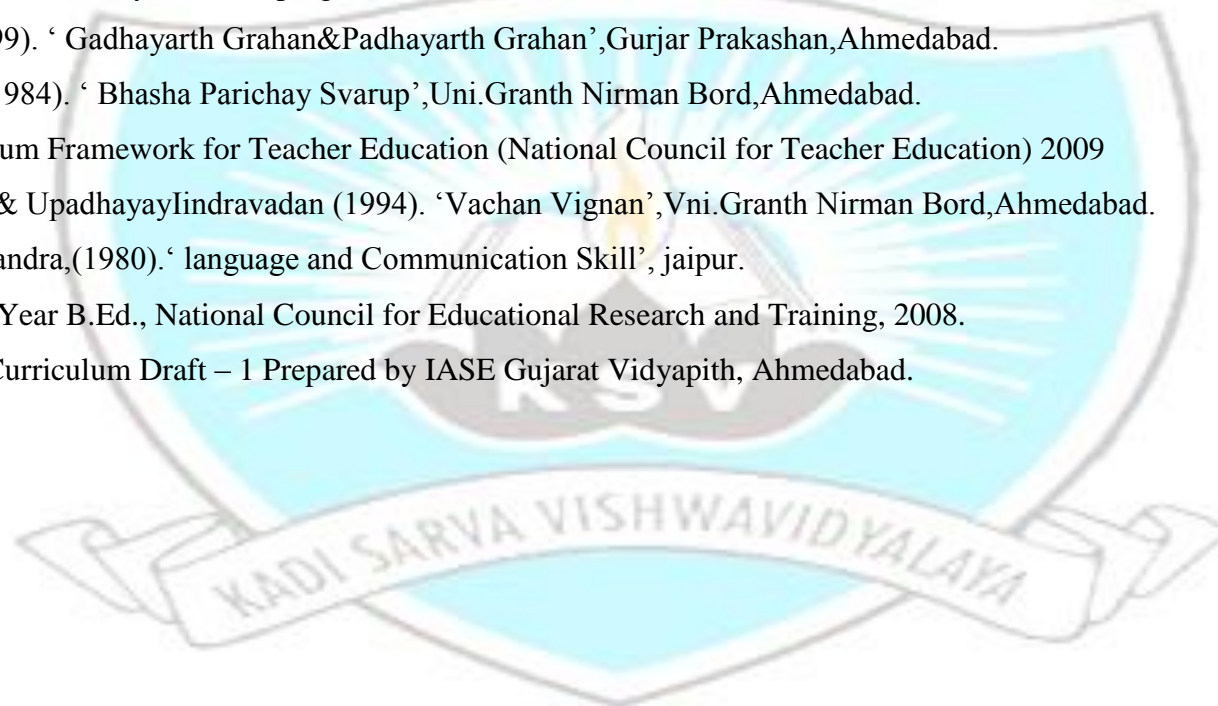 99). ‘ Gadhayarth Grahan&Padhayarth Grahan’,Gurjar Prakashan,Ahmedabad.
1984). ‘ Bhasha Parichay Svarup’,Uni.Granth Nirman Bord,Ahmedabad.
um Framework for Teacher Education (National Council for Teacher Education) 2009
& UpadhayayIindravadan (1994). ‘Vachan Vignan’,Vni.Granth Nirman Bord,Ahmedabad.
andra,(1980).‘ language and Communication Skill’, jaipur.
Year B.Ed., National Council for Educational Research and Training, 2008.
Curriculum Draft – 1 Prepared by IASE Gujarat Vidyapith, Ahmedabad.
KSV
KADI SARVA VISHWAVIDYALAYA